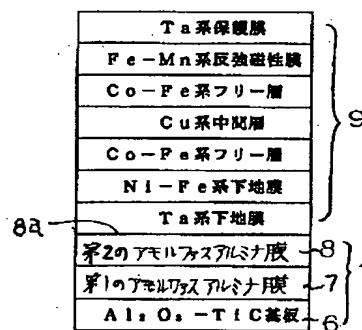 Ta系保護膜
Fe-Mn系反強磁性膜
Co-Fe系フリー層
Cu系中間層
Co-Fe系フリー層
Ni-Fe系下地膜
Ta系下地膜
9
8a
第2のアモルファスアルミナ膜
8
第1のアモルファスアルミナ膜
7
Al₂O₃-TiC基板
6